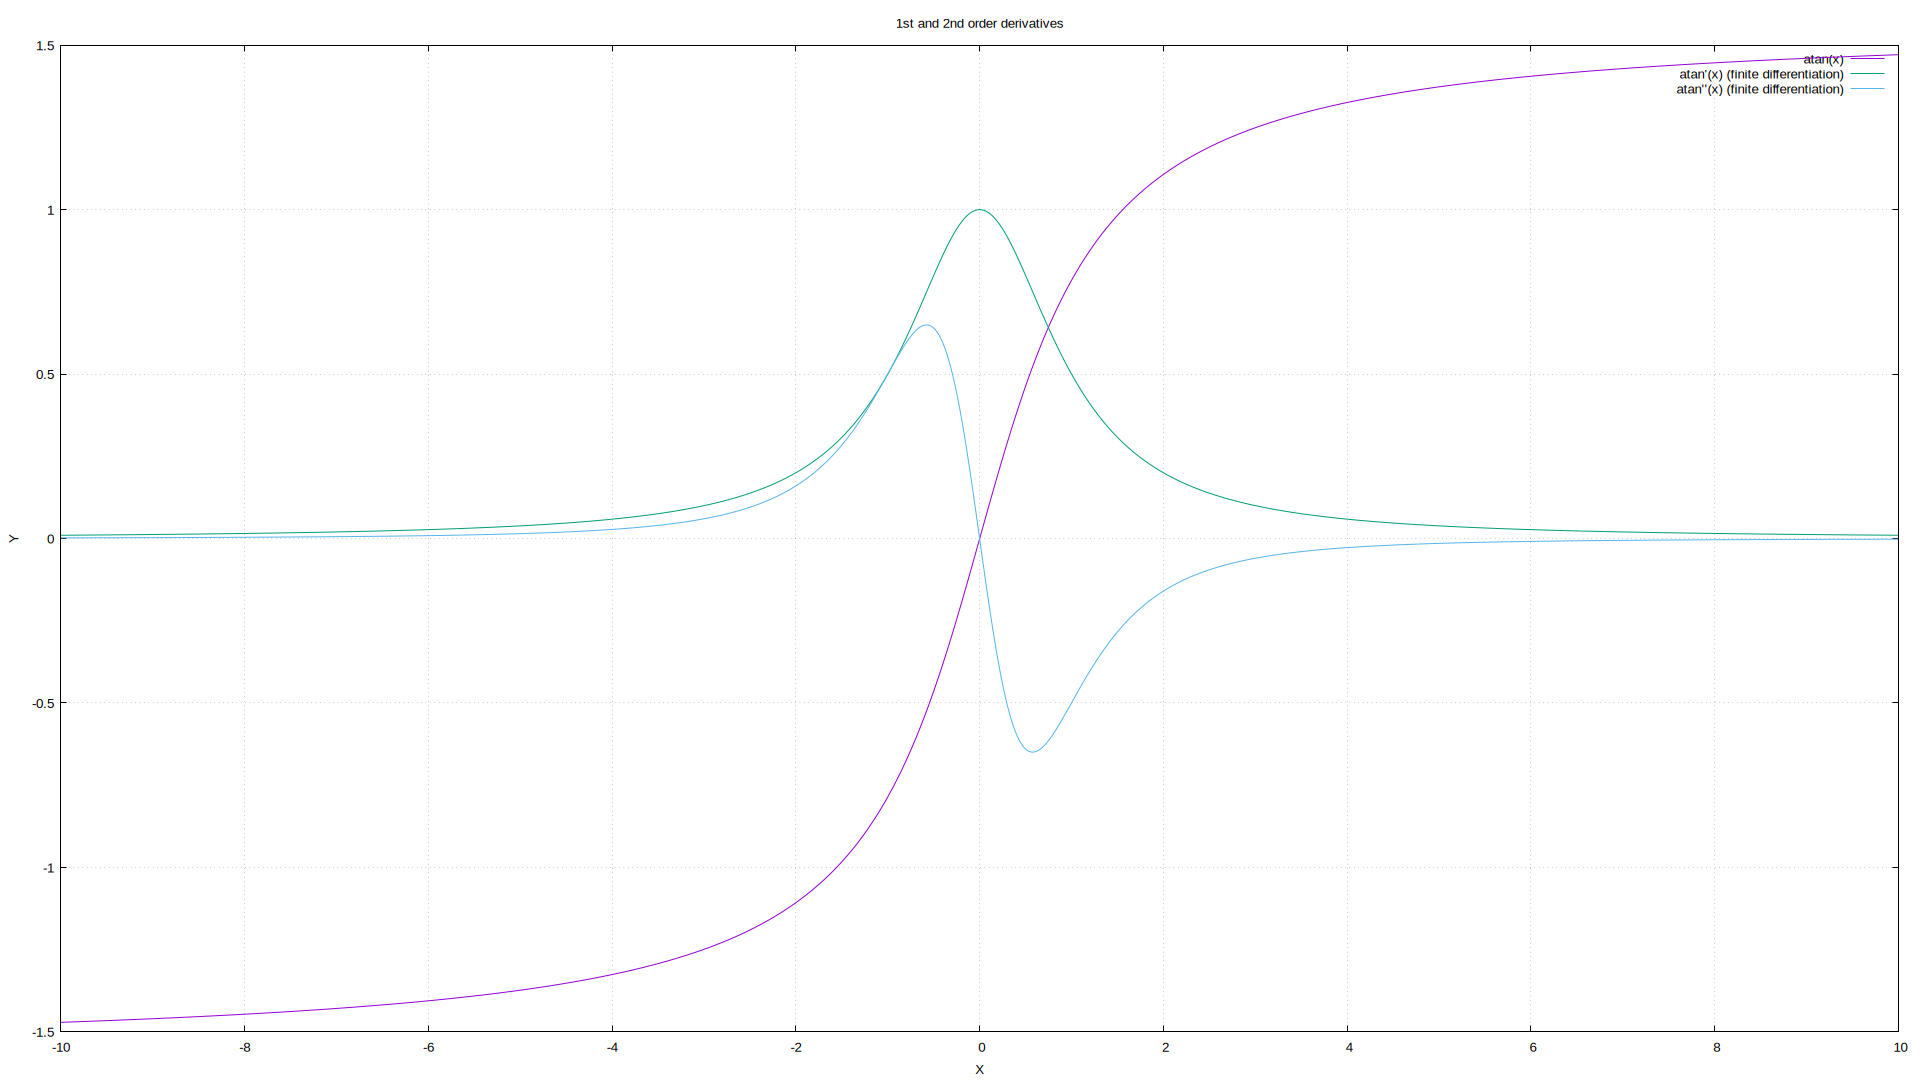 1st and 2nd order derivatives
atan(x)
atan'(x) (finite differentiation)
atan''(x) (finite differentiation)
1.5
1
0.5
0
-0.5
-1
-1.5
Y
-10 -8 -6 -4 -2 0 2 4 6 8 10
X